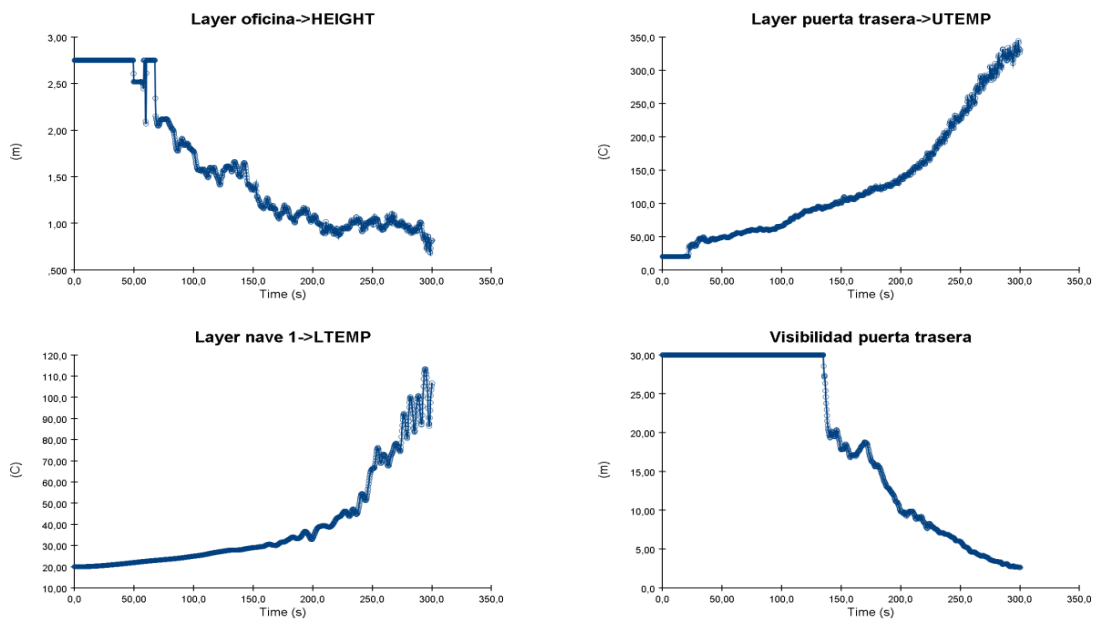 Layer oficina->HEIGHT
3,00
2,50
2,00
1,50
1,00
,500
(m)
0,0 50,00 100,0 150,0 200,0 250,0 300,0 350,0
Time (s)
Layer puerta trasera->UTEMP
350,0
300,0
250,0
200,0
150,0
100,0
50,00
0,0
(C)
0,0 50,00 100,0 150,0 200,0 250,0 300,0 350,0
Time (s)
Layer nave 1->LTEMP
120,0
110,0
100,0
90,00
80,00
70,00
60,00
50,00
40,00
30,00
20,00
10,00
(C)
0,0 50,00 100,0 150,0 200,0 250,0 300,0 350,0
Time (s)
Visibilidad puerta trasera
30,00
25,00
20,00
15,00
10,00
5,00
0,0
(m)
0,0 50,00 100,0 150,0 200,0 250,0 300,0 350,0
Time (s)